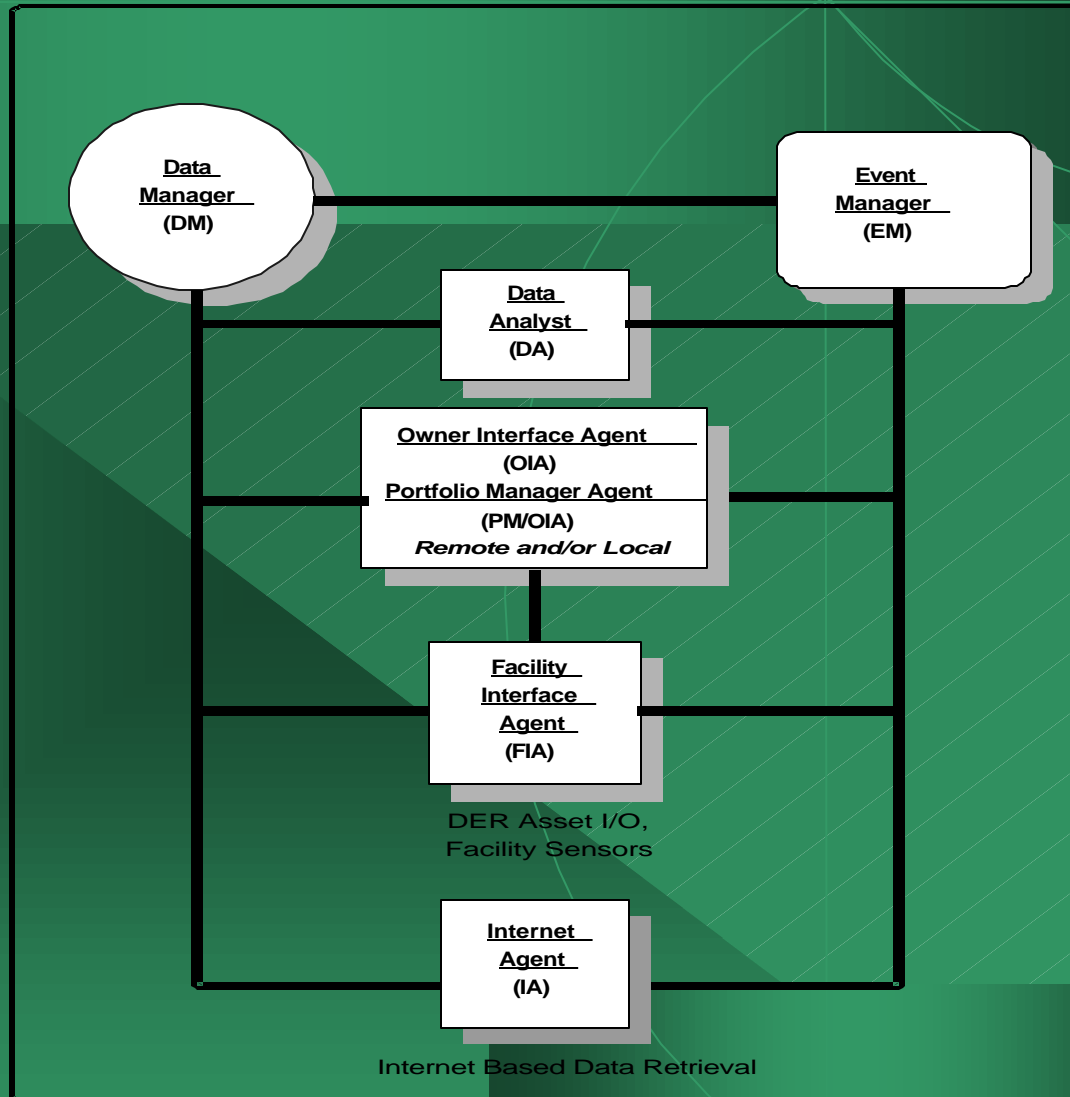 Data
Manager
(DM)
Event
Manager
(EM)
Data
Analyst
(DA)
Owner Interface Agent
(OIA)
Portfolio Manager Agent
(PM/OIA)
Remote and/or Local
Facility
Interface
Agent
(FIA)
DER Asset I/O,
Facility Sensors
Internet
Agent
(IA)
Internet Based Data Retrieval